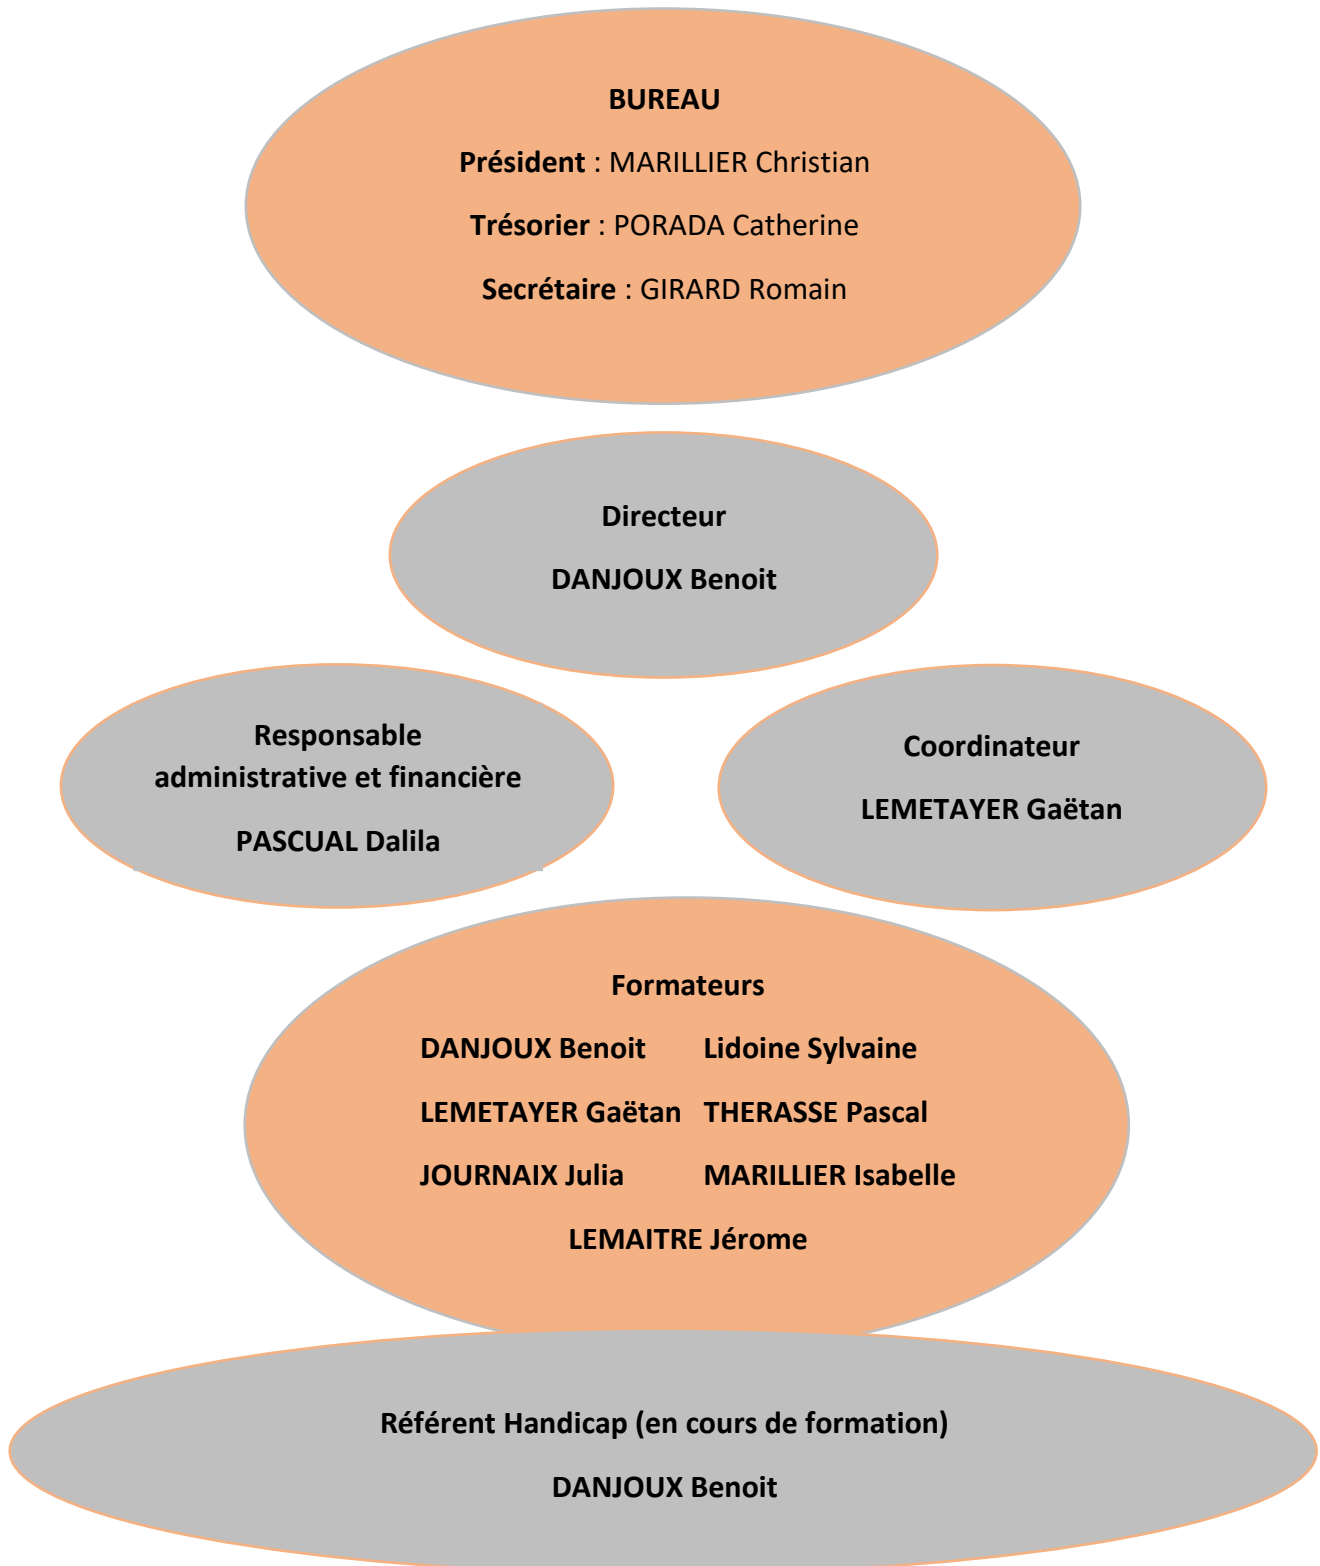 BUREAU
Président : MARILLIER Christian
Trésorier : PORADA Catherine
Secrétaire : GIRARD Romain
Directeur
DANJOUX Benoit
Responsable
administrative et financière
PASCUAL Dalila
Coordinateur
LEMETAYER Gaëtan
Formateurs
DANJOUX Benoit Lidoine Sylvaine
LEMETAYER Gaëtan THERASSE Pascal
JOURNAIX Julia MARILLIER Isabelle
LEMAITRE Jérome
Référent Handicap (en cours de formation)
DANJOUX Benoit